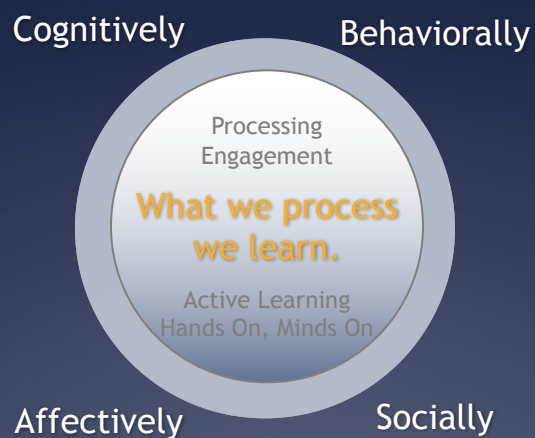 Cognitively
Behaviorally
Processing
Engagement
What we process
we learn.
Active Learning
Hands On, Minds On
Affectively
Socially